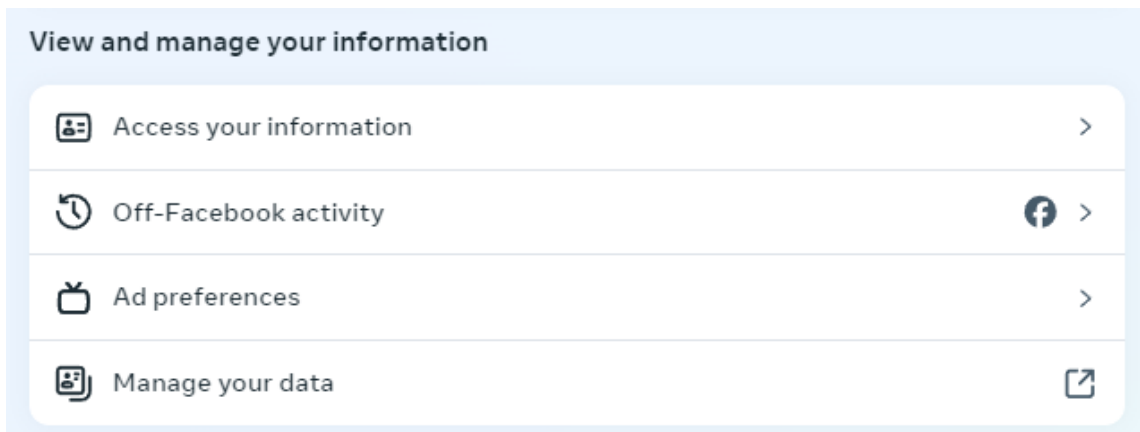 View and manage your information
Access your information
Off-Facebook activity
Ad preferences
Manage your data